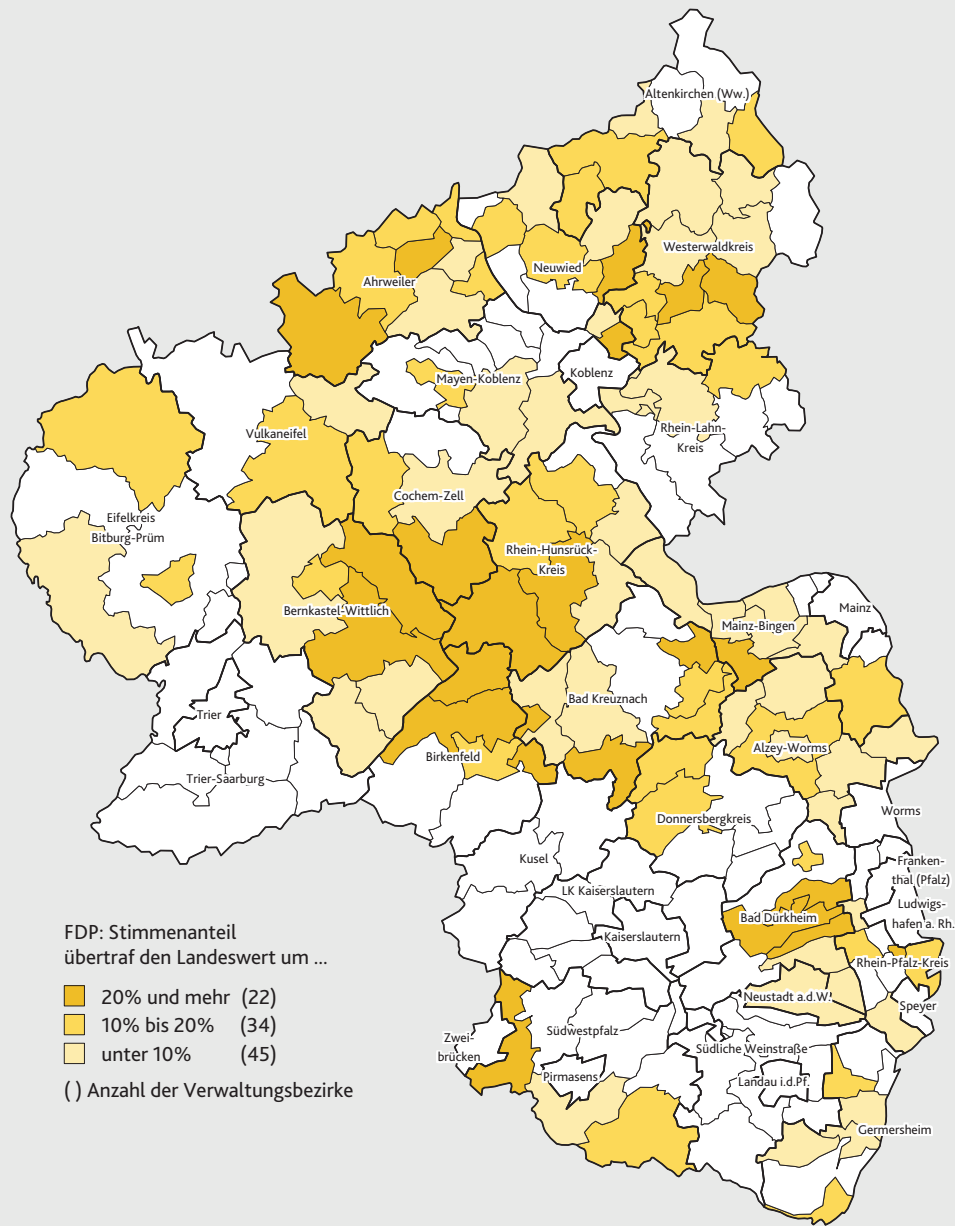 Altenkirchen (Ww.)
Westerwaldkreis
Neuwied
Ahrweiler
Koblenz
Mayen-Koblenz
Rhein-Lahn-
Kreis
Vulkaneifel
Cochem-Zell
Eifelkreis
Bitburg-Prüm
Rhein-Hunsrück-
Kreis
Bernkastel-Wittlich
Mainz
Mainz-Bingen
Bad Kreuznach
Trier
Alzey-Worms
Birkenfeld
Trier-Saarburg
Donnersbergkreis
Worms
Kusel
Franken-
thal (Pfalz)
LK Kaiserslautern
Ludwigs-
hafen a. Rh.
Bad Dürkheim
Kaiserslautern
Rhein-Pfalz-Kreis
Neustadt a.d.W.
Speyer
Südwestpfalz
Zwei-
brücken
Südliche Weinstraße
Pirmasens
Landau i.d.Pf.
Germersheim
FDP: Stimmenanteil
übertraf den Landeswert um ...
20% und mehr (22)
10% bis 20% (34)
unter 10% (45)
( ) Anzahl der Verwaltungsbezirke